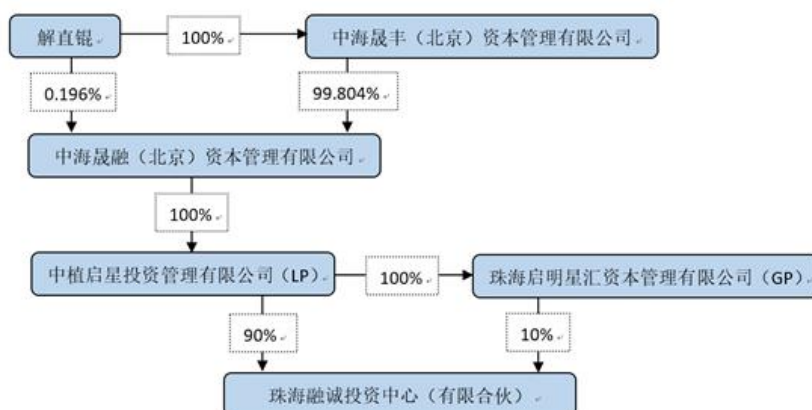 解直锟
100%
中海晟丰（北京）资本管理有限公司
0.196%
99.804%
中海晟融（北京）资本管理有限公司
100%
中植启星投资管理有限公司（LP）
100%
珠海启明星汇资本管理有限公司（GP）
90%
10%
珠海融诚投资中心（有限合伙）